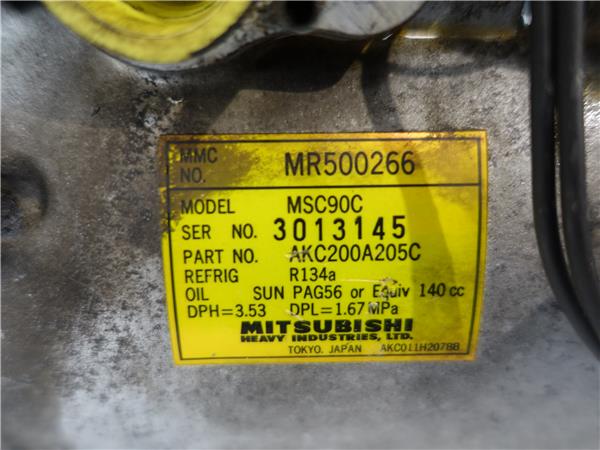 MMC NO. MR500266
MODEL MSC90C
SER NO. 3013145
PART NO. AKC200A205C
REFRIG R134a
OIL SUN PAG56 or Equiv 140 cc
DPH=3.53 DPL=1.67 MPa
MITSUBISHI
HEAVY INDUSTRIES, LTD.
TOKYO. JAPAN AKC011H207BB